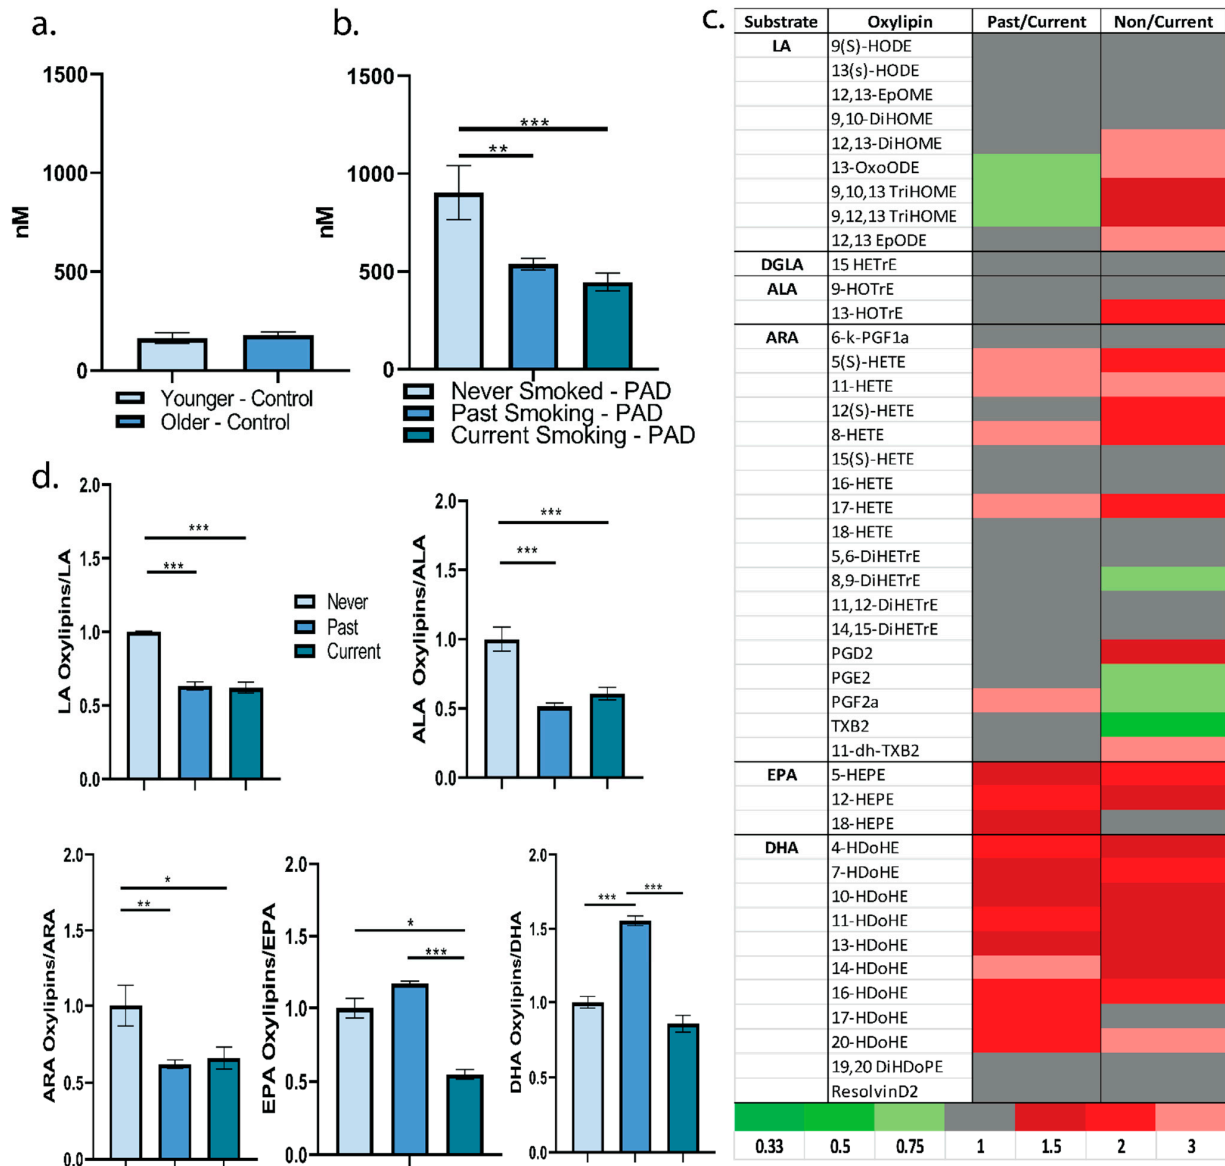 a.
1500
1000
500
0
nM
Younger - Control
Older - Control
b.
1500
1000
500
0
nM
***
**
Never Smoked - PAD
Past Smoking - PAD
Current Smoking - PAD
c.
Substrate Oxylipin Past/Current Non/Current
LA 9(S)-HODE
13(s)-HODE
12,13-EpOME
9,10-DiHOME
12,13-DiHOME
13-OxoODE
9,10,13 TriHOME
9,12,13 TriHOME
12,13 EpODE
DGLA 15 HETrE
ALA 9-HOTrE
13-HOTrE
ARA 6-k-PGF1a
5(S)-HETE
11-HETE
12(S)-HETE
8-HETE
15(S)-HETE
16-HETE
17-HETE
18-HETE
5,6-DiHETrE
8,9-DiHETrE
11,12-DiHETrE
14,15-DiHETrE
PGD2
PGE2
PGF2a
TXB2
11-dh-TXB2
EPA 5-HEPE
12-HEPE
18-HEPE
DHA 4-HDoHE
7-HDoHE
10-HDoHE
11-HDoHE
13-HDoHE
14-HDoHE
16-HDoHE
17-HDoHE
20-HDoHE
19,20 DiHDoPE
ResolvinD2
0.33 0.5 0.75 1 1.5 2 3
d.
2.0
1.5
1.0
0.5
0.0
LA Oxylipins/LA
***
***
Never
Past
Current
2.0
1.5
1.0
0.5
0.0
ALA Oxylipins/ALA
***
***
2.0
1.5
1.0
0.5
0.0
ARA Oxylipins/ARA
*
**
2.0
1.5
1.0
0.5
0.0
EPA Oxylipins/EPA
*
***
2.0
1.5
1.0
0.5
0.0
DHA Oxylipins/DHA
***
***